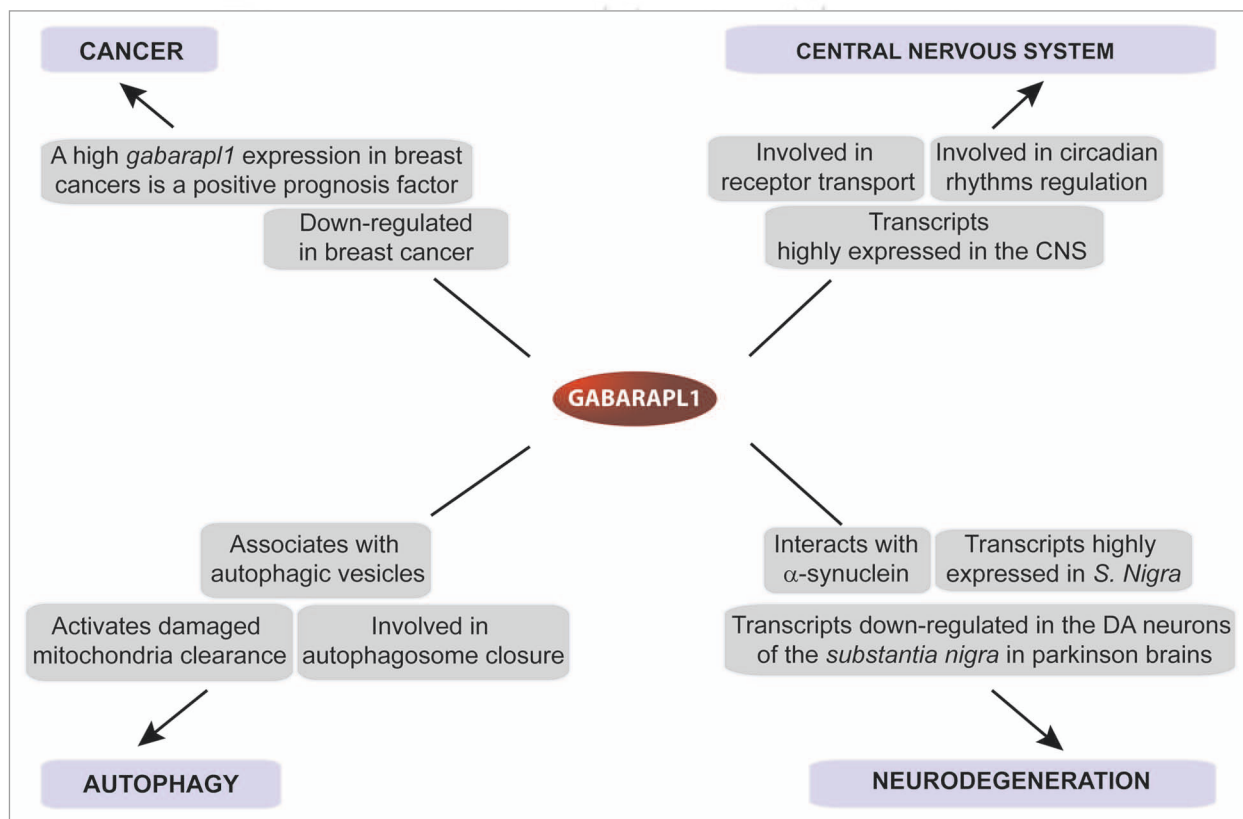 CANCER
CENTRAL NERVOUS SYSTEM
A high gabarapl1 expression in breast
cancers is a positive prognosis factor
Down-regulated
in breast cancer
Involved in
receptor transport
Involved in circadian
rhythms regulation
Transcripts
highly expressed in the CNS
GABARAPL1
Associates with
autophagic vesicles
Activates damaged
mitochondria clearance
Involved in
autophagosome closure
Interacts with
α-synuclein
Transcripts highly
expressed in S. Nigra
Transcripts down-regulated in the DA neurons
of the substantia nigra in parkinson brains
AUTOPHAGY
NEURODEGENERATION